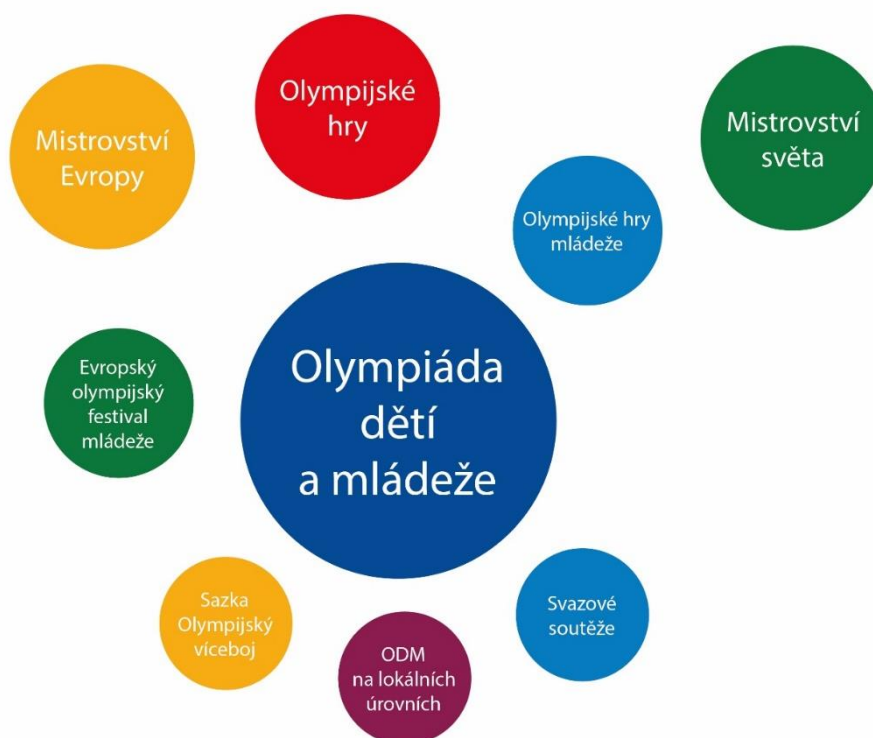 Olympijské
hry
Mistrovství
Evropy
Mistrovství
světa
Olympijské hry
mládeže
Olympiáda
dětí
a mládeže
Evropský
olympijský
festival
mládeže
Sazka
Olympijský
víceboj
Svazové
soutěže
ODM
na lokálních
úrovních